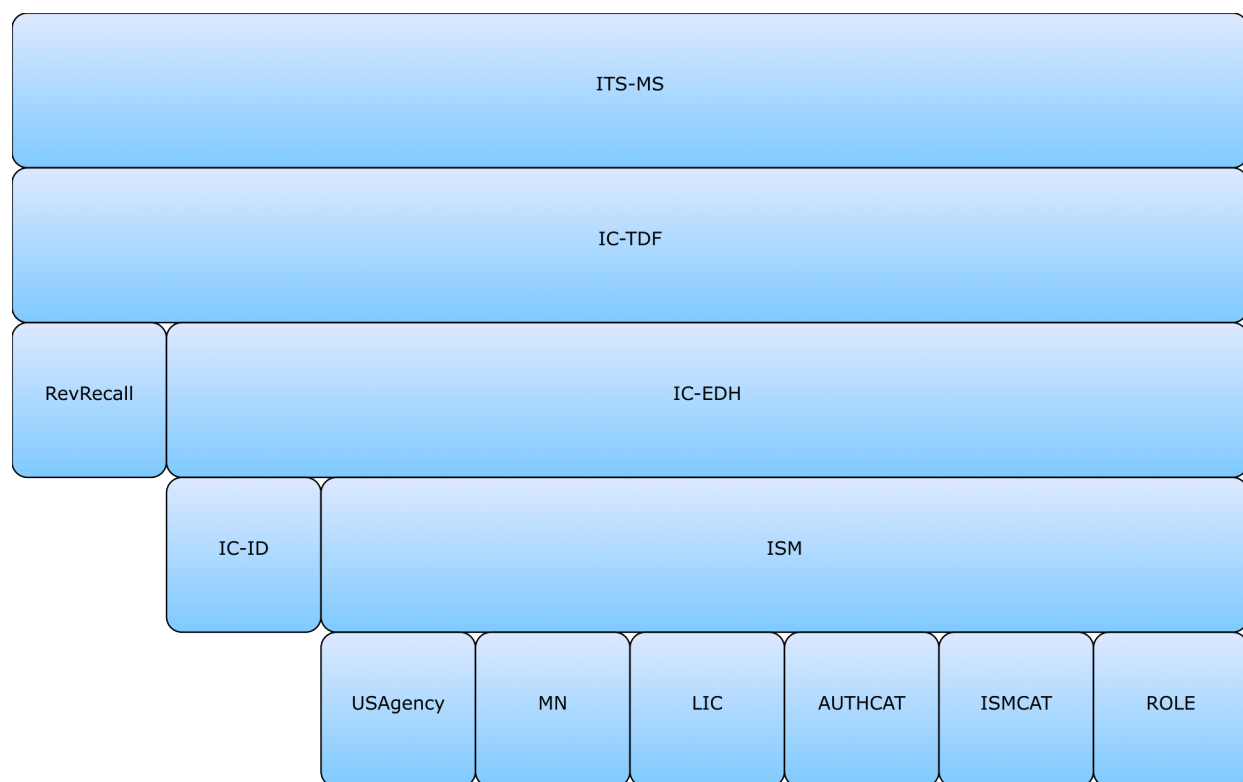 ITS-MS
IC-TDF
RevRecall
IC-EDH
IC-ID
ISM
USAgency
MN
LIC
AUTHCAT
ISMCAT
ROLE